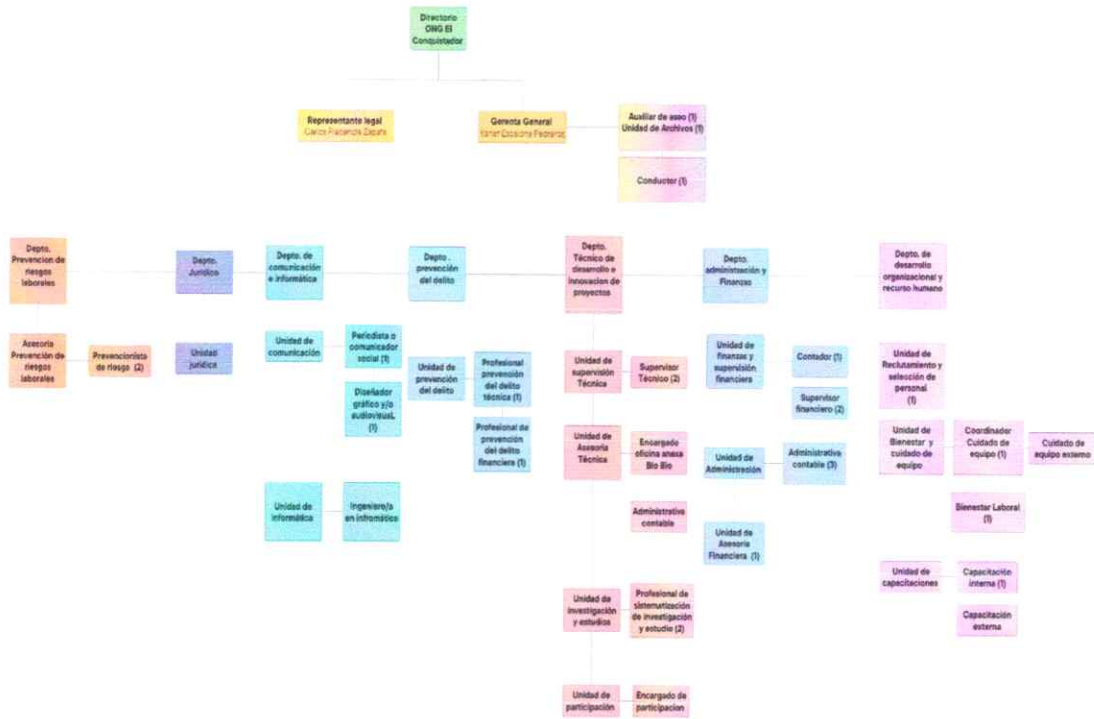 Directorio
ONG El
Conquistador
Representante legal
Carlos Placencia Zapata
Gerenta General
Auxiliar de aseo (1)
Unidad de Archivos (1)
Conductor (1)
Depto.
Prevencion de
riesgos
laborales
Depto.
Jurídico
Depto. de
comunicación
e informática
Depto .
prevención
del delito
Depto.
Técnico de
desarrollo e
innovacion de
proyectos
Depto.
administración y
Finanzas
Depto. de
desarrollo
organizacional y
recurso humano
Asesoria
Prevención de
riesgos
laborales
Prevencionista
de riesgo (2)
Unidad
juridica
Unidad de
comunicación
Periodista o
comunicador
social (1)
Diseñador
gráfico y/o
audiovisual,
(1)
Unidad de
informática
Ingeniero/a
en infromática
Unidad de
prevención
del delito
Profesional
prevención
del delito
técnica (1)
Profesional de
prevención
del delito
financiera (1)
Unidad de
supervisión
Técnica
Supervisor
Técnico (2)
Unidad de
Asesoria
Técnica
Encargado
oficina anexa
Bio Bio
Administrativo
contable
Unidad de
investigación
y estudios
Profesional de
sistematización
de investigación
y estudio (2)
Unidad de
participación
Encargado de
participacion
Unidad de
finanzas y
supervisión
financiera
Contador (1)
Supervisor
financiero (2)
Unidad de
Administración
Administrativo
contable (3)
Unidad de
Asesoria
Financiera (1)
Unidad de
Reclutamiento y
selección de
personal
(1)
Unidad de
Bienestar y
cuidado de
equipo
Coordinador
Cuidado de
equipo (1)
Cuidado de
equipo externo
Bienestar Laboral
(1)
Unidad de
capacitaciones
Capacitación
interna (1)
Capacitación
externa